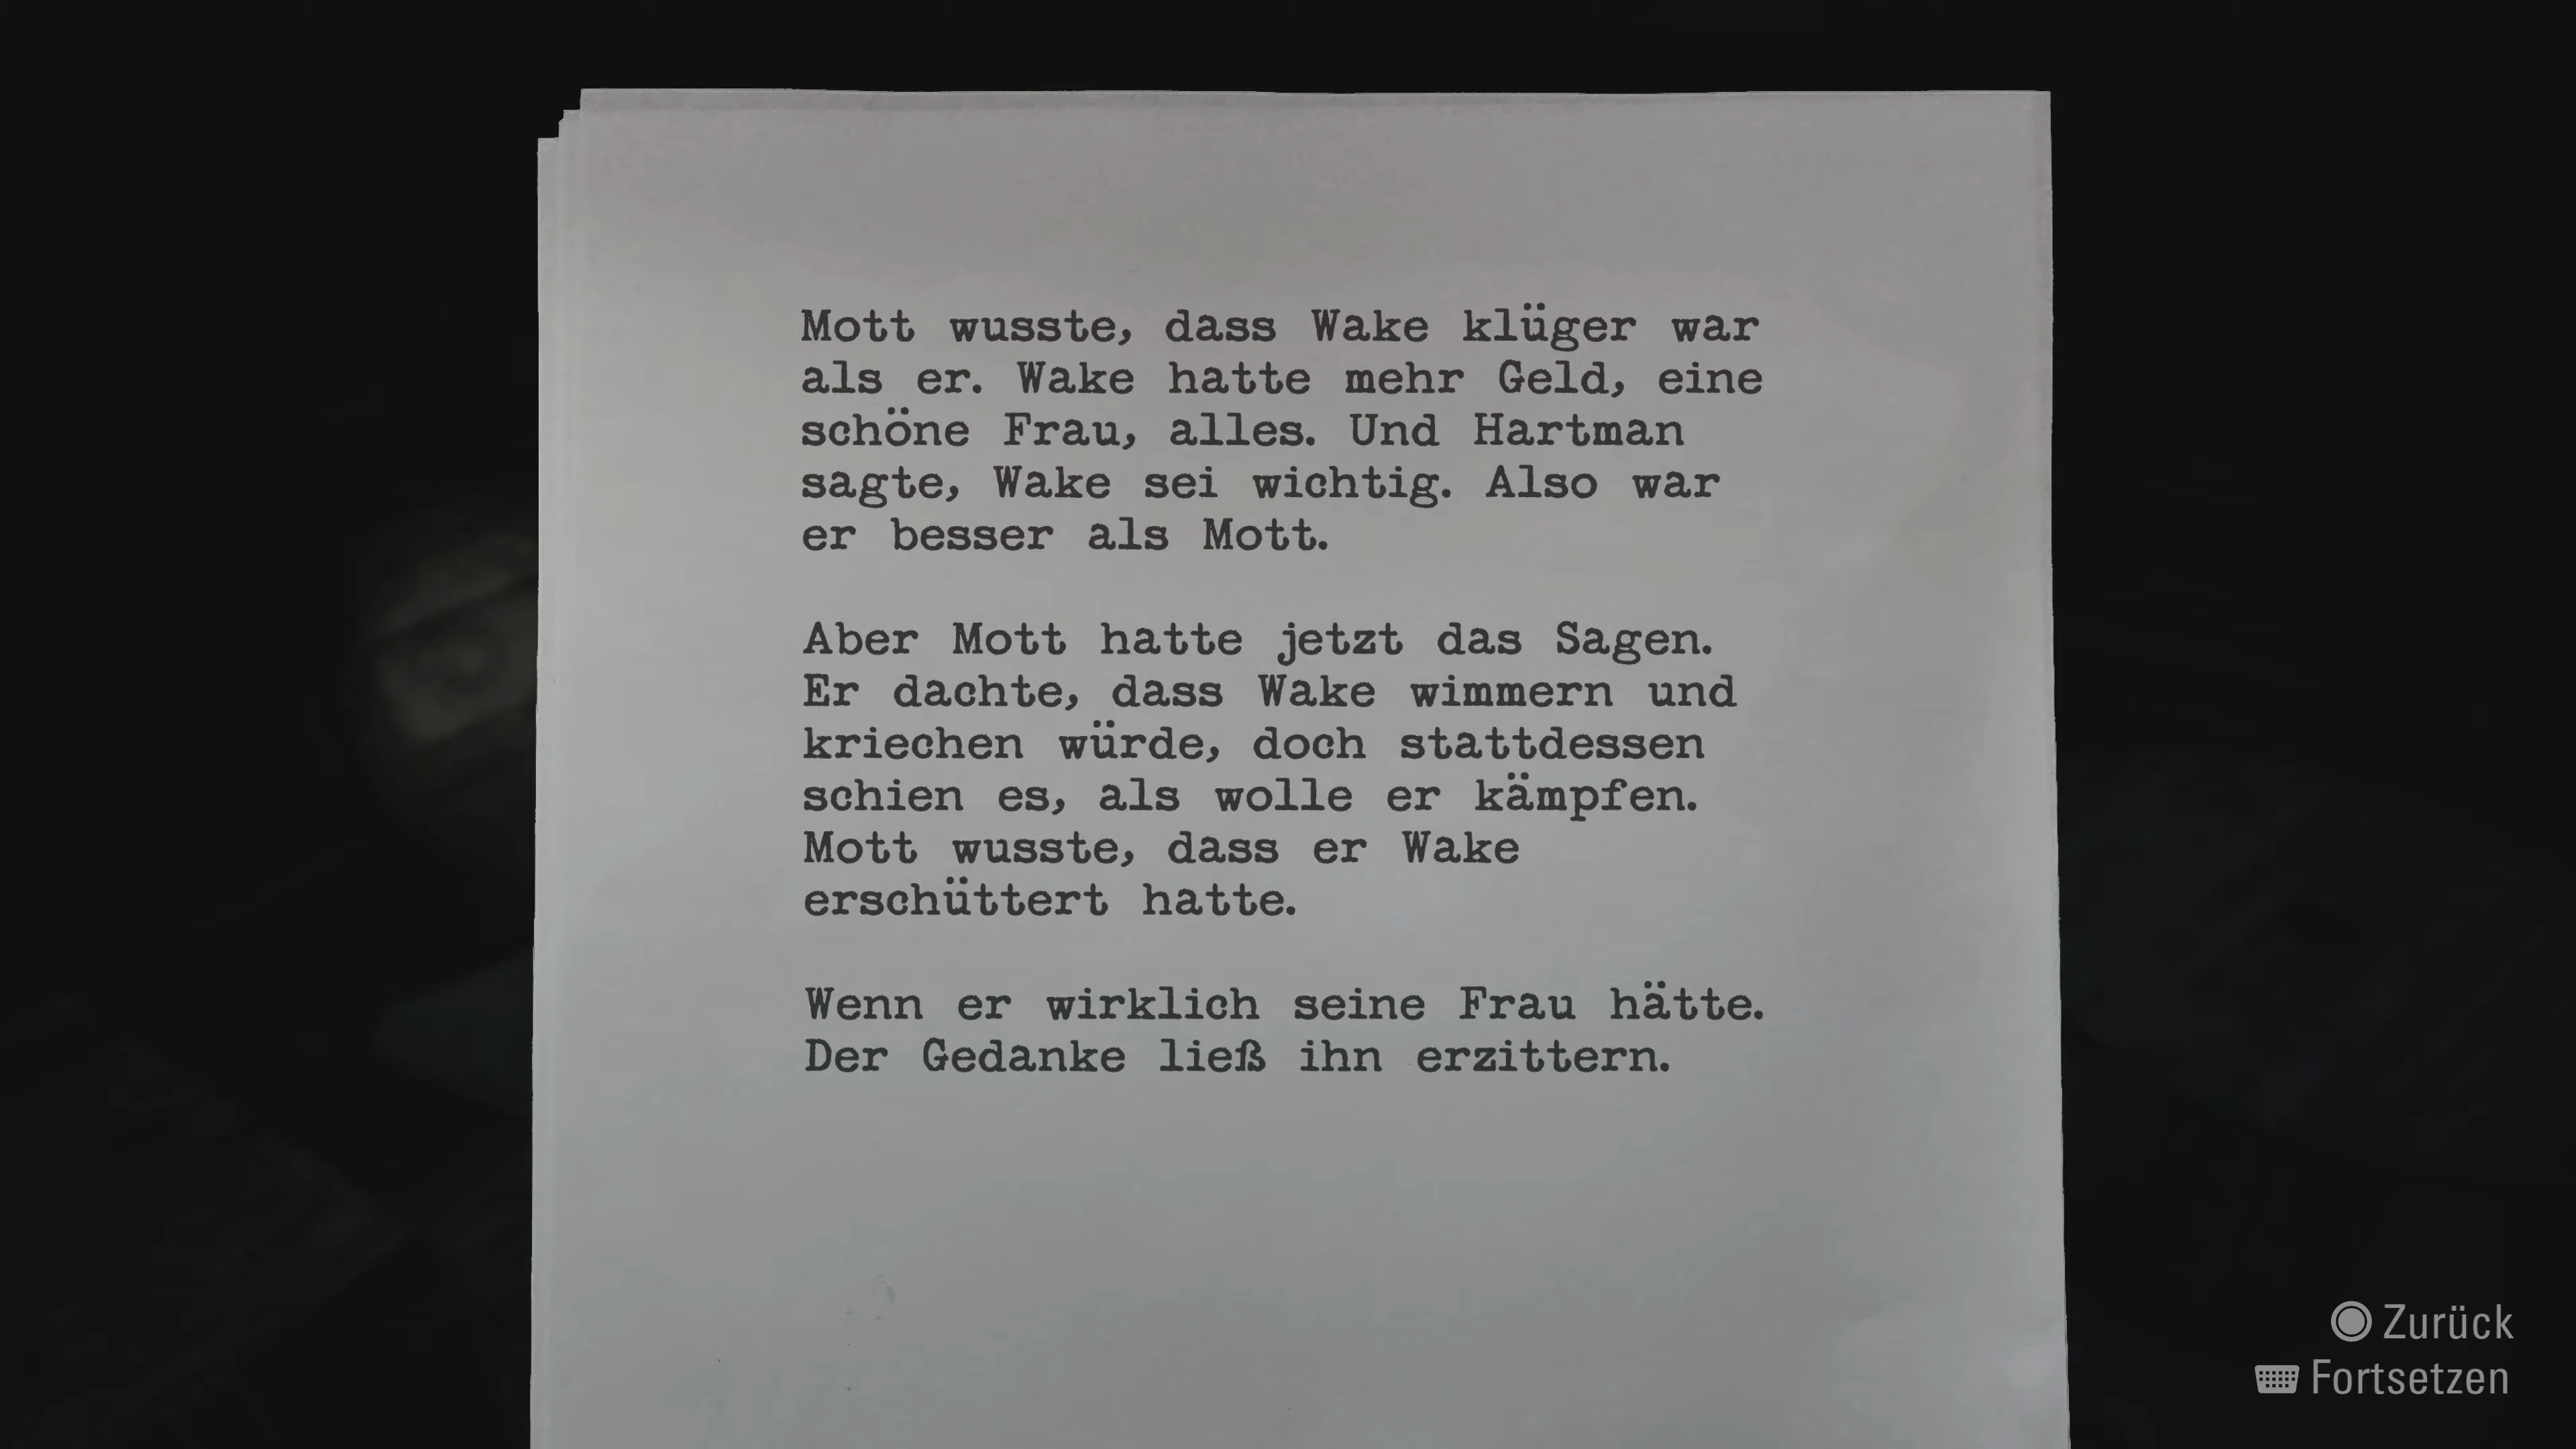 Mott wusste, dass Wake klüger war
als er. Wake hatte mehr Geld, eine
schöne Frau, alles. Und Hartman
sagte, Wake sei wichtig. Also war
er besser als Mott.
Aber Mott hatte jetzt das Sagen.
Er dachte, dass Wake wimmern und
kriechen würde, doch stattdessen
schien es, als wolle er kämpfen.
Mott wusste, dass er Wake
erschüttert hatte.
Wenn er wirklich seine Frau hätte.
Der Gedanke ließ ihn erzittern.
Zurück
Fortsetzen